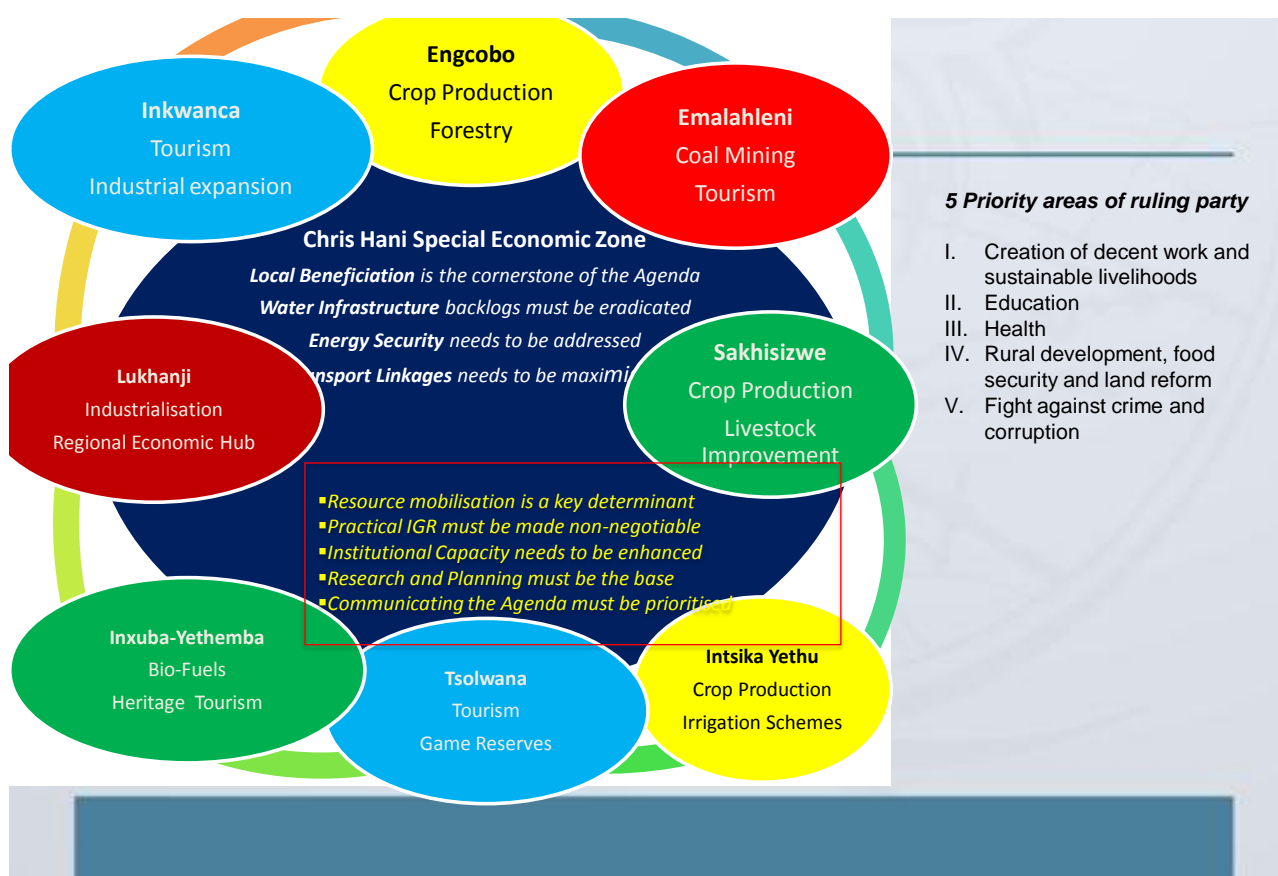 Engcobo
Crop Production
Forestry
Inkwanca
Tourism
Industrial expansion
Emalahleni
Coal Mining
Tourism
Chris Hani Special Economic Zone
Local Beneficiation is the cornerstone of the Agenda
Water Infrastructure backlogs must be eradicated
Energy Security needs to be addressed
Linkages needs to be
Lukhanji
Industrialisation
Regional Economic Hub
Sakhisizwe
Crop Production
Livestock
Improvement
▪Resource mobilisation is a key determinant
▪Practical IGR must be made non-negotiable
▪Institutional Capacity needs to be enhanced
▪Research and Planning must be the base
▪Communicating the Agenda must be prioritised
Inxuba-Yethemba
Bio-Fuels
Heritage Tourism
Tsolwana
Tourism
Game Reserves
Intsika Yethu
Crop Production
Irrigation Schemes
5 Priority areas of ruling party
I. Creation of decent work and
sustainable livelihoods
II. Education
III. Health
IV. Rural development, food
security and land reform
V. Fight against crime and
corruption